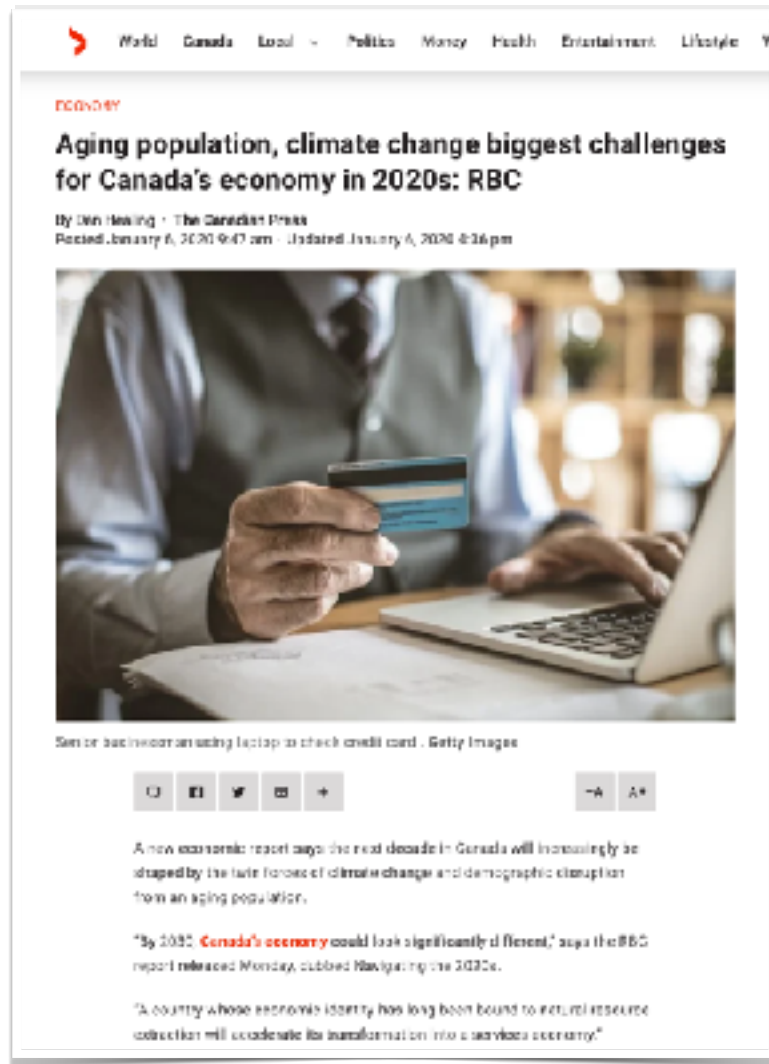 World Canada Local Politics Money Health Entertainment Lifestyle
ECONOMY
Aging population, climate change biggest challenges
for Canada's economy in 2020s: RBC
By Dan Healing · The Canadian Press
Posted January 6, 2020 9:47 am · Updated January 6, 2020 4:36 pm
Senior businessman using laptop to check credit card . Getty Images
-A A+
A new economic report says the next decade in Canada will increasingly be
shaped by the twin forces of climate change and demographic disruption
from an aging population.
"By 2030, Canada's economy could look significantly different," says the RBC
report released Monday, dubbed Navigating the 2020s.
"A country whose economic identity has long been bound to natural resource
extraction will accelerate its transformation into a services economy."